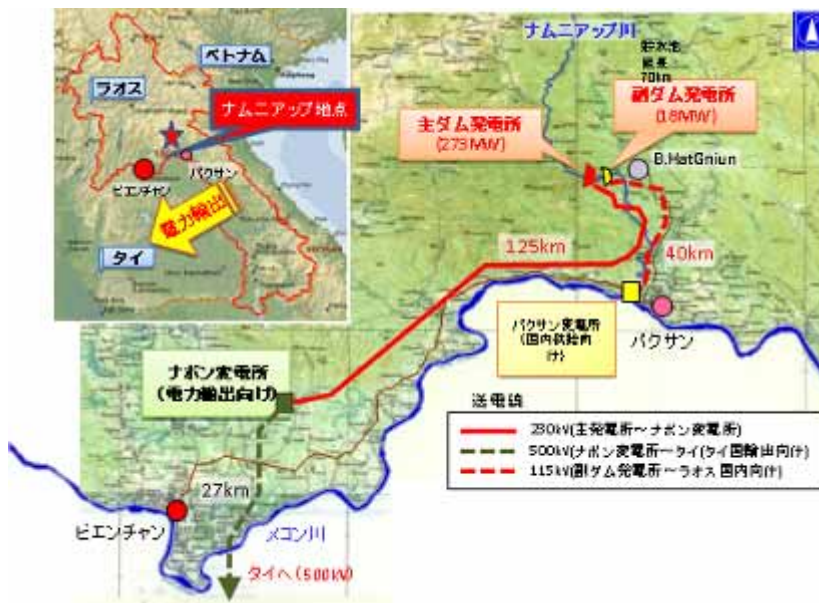 ベトナム
ラオス
ナムニアップ地点
ビエンチャン
パクサン
電力輸出
タイ
ナムニアップ川
貯水池
延長
70km
主ダム発電所
(273MW)
副ダム発電所
(18MW)
B.HatGniun
125km
40km
パクサン変電所
(国内供給向
け)
パクサン
ナボン変電所
(電力輸出向け)
送電線
230kV(主発電所～ナボン変電所)
500kV(ナボン変電所～タイ(タイ国輸出向け)
115kV(副ダム発電所～ラオス国内向け)
27km
ビエンチャン
メコン川
タイへ(500kV)